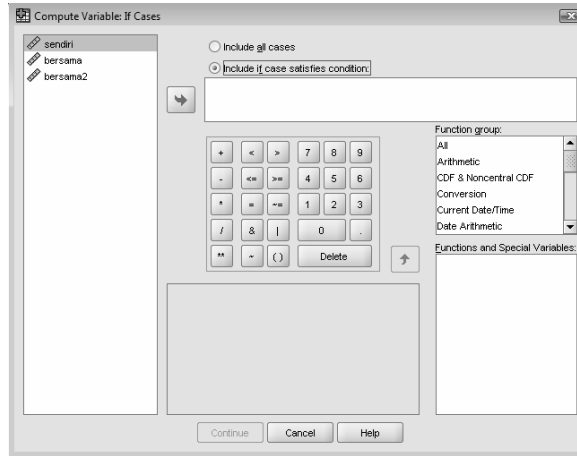 Compute Variable: If Cases
sendiri
bersama
bersama2
Include all cases
Include if case satisfies condition:
+ < > 7 8 9
- <= >= 4 5 6
* = ~= 1 2 3
/ & | 0 .
** ~ ( ) Delete
Function group:
All
Arithmetic
CDF & Noncentral CDF
Conversion
Current Date/Time
Date Arithmetic
Functions and Special Variables:
Continue Cancel Help